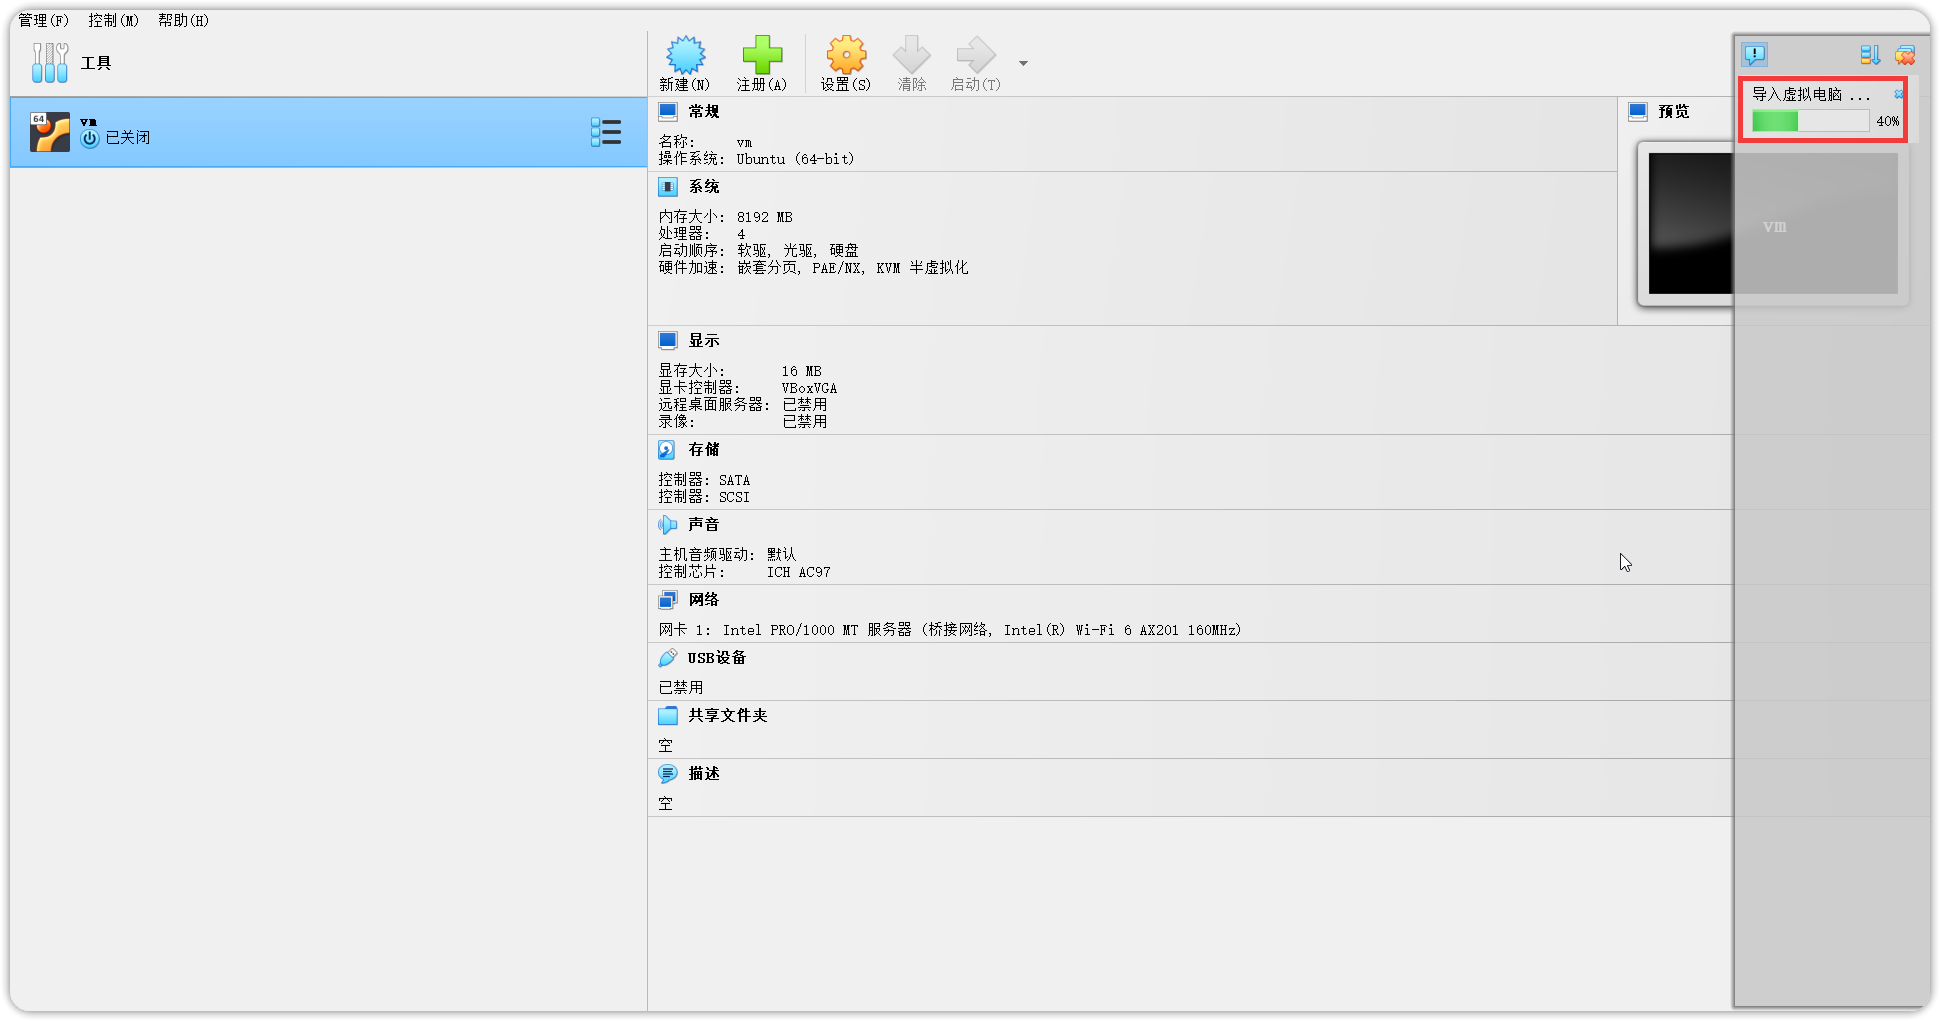 管理(F) 控制(M) 帮助(H)
工具
新建(N) 注册(A) 设置(S) 清除 启动(T)
64
vm
已关闭
常规
名称: vm
操作系统: Ubuntu (64-bit)
系统
内存大小: 8192 MB
处理器: 4
启动顺序: 软驱, 光驱, 硬盘
硬件加速: 嵌套分页, PAE/NX, KVM 半虚拟化
显示
显存大小: 16 MB
显卡控制器: VBoxVGA
远程桌面服务器: 已禁用
录像: 已禁用
存储
控制器: SATA
控制器: SCSI
声音
主机音频驱动: 默认
控制芯片: ICH AC97
网络
网卡 1: Intel PRO/1000 MT 服务器 (桥接网络, Intel(R) Wi-Fi 6 AX201 160MHz)
USB设备
已禁用
共享文件夹
空
描述
空
预览
vm
导入虚拟电脑 ...
40%